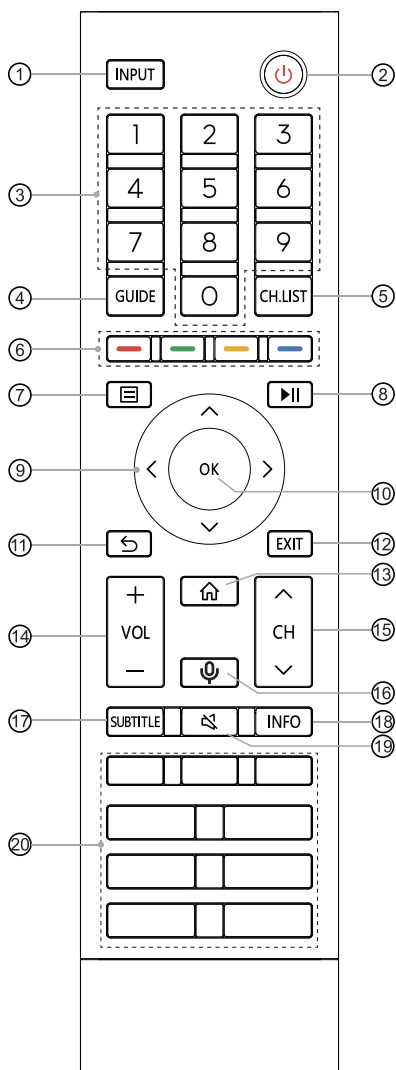 ① INPUT ②
1 2 3
③ 4 5 6
7 8 9
④ GUIDE 0 CH.LIST ⑤
⑥
⑦ ⑧
⑨ OK ⑩
⑪ EXIT ⑫
⑬
+
⑭ VOL CH ⑮
—
⑯
⑰ SUBTITLE INFO ⑱
⑲
⑳